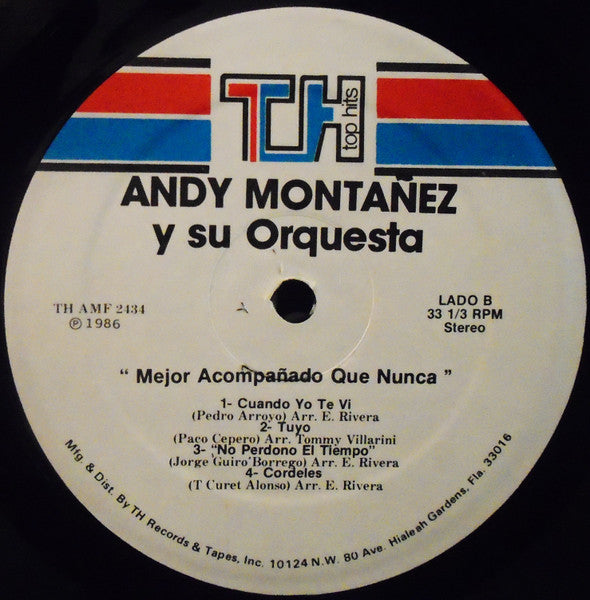 TH
top hits
ANDY MONTAÑEZ
y su Orquesta
TH AMF 2434
℗ 1986
LADO B
33 1/3 RPM
Stereo
" Mejor Acompañado Que Nunca "
1- Cuando Yo Te Vi
(Pedro Arroyo) Arr. E. Rivera
2- Tuyo
(Paco Cepero) Arr. Tommy Villarini
3- "No Perdono El Tiempo"
(Jorge Guiro Borrego) Arr. E. Rivera
4- Cordeles
(T Curet Alonso) Arr. E. Rivera
Mfg. & Dist. By TH Records & Tapes, Inc. 10124 N.W. 80 Ave. Hialeah Gardens, Fla. 33016